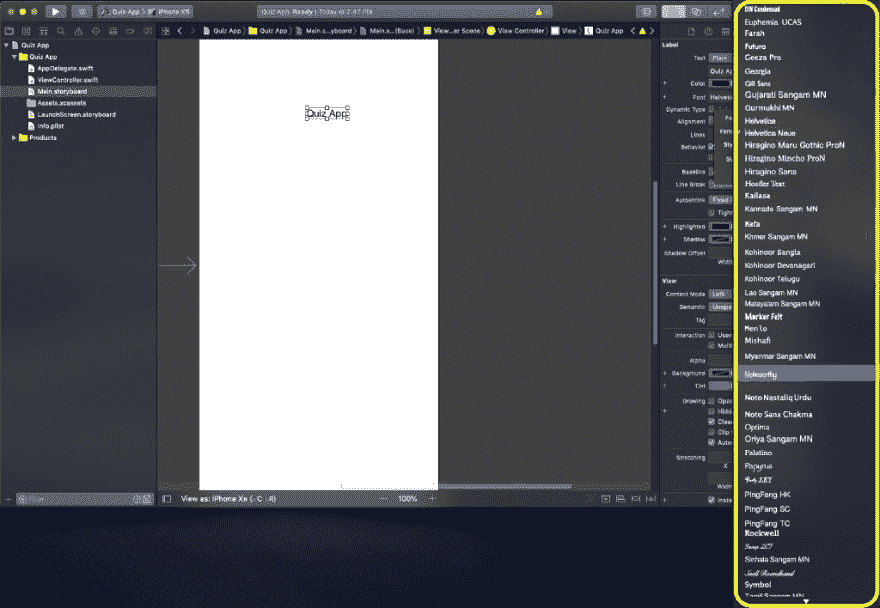 Quiz App
iPhone XR
Quiz App: Ready | Today at 2:47 PM
Quiz App
Quiz App
Main.s...yboard
Main.s...(Base)
View...er Scene
View Controller
View
Quiz App
Quiz App
Quiz App
AppDelegate.swift
ViewController.swift
Main.storyboard
Assets.xcassets
LaunchScreen.storyboard
Info.plist
Products
Filter
Quiz App
View as: iPhone XR
100%
Label
Text
Plain
Quiz Ap
Color
Font
Dynamic Type
Alignment
Lines
Behavior
Baseline
Line Break
Autoshrink
Fixed
Tight
Highlighted
Shadow
Shadow Offset
Width
View
Content Mode
Left
Semantic
Unspe
Tag
Interaction
User
Multi
Alpha
Background
Tint
Drawing
Opaq
Hidd
Clea
Clip
Auto
Stretching
X
Width
Insta
DIN Condensed
Euphemia UCAS
Farah
Futura
Geeza Pro
Georgia
Gill Sans
Gujarati Sangam MN
Gurmukhi MN
Helvetica
Helvetica Neue
Hiragino Maru Gothic ProN
Hiragino Mincho ProN
Hiragino Sans
Hoefler Text
Kailasa
Kannada Sangam MN
Kefa
Khmer Sangam MN
Kohinoor Bangla
Kohinoor Devanagari
Kohinoor Telugu
Lao Sangam MN
Malayalam Sangam MN
Marker Felt
Menlo
Mishafi
Myanmar Sangam MN
Noteworthy
Noto Nastaliq Urdu
Noto Sans Chakma
Optima
Oriya Sangam MN
Palatino
Papyrus
PingFang HK
PingFang SC
PingFang TC
Rockwell
Savoye LET
Sinhala Sangam MN
Snell Roundhand
Symbol
Tamil Sangam MN